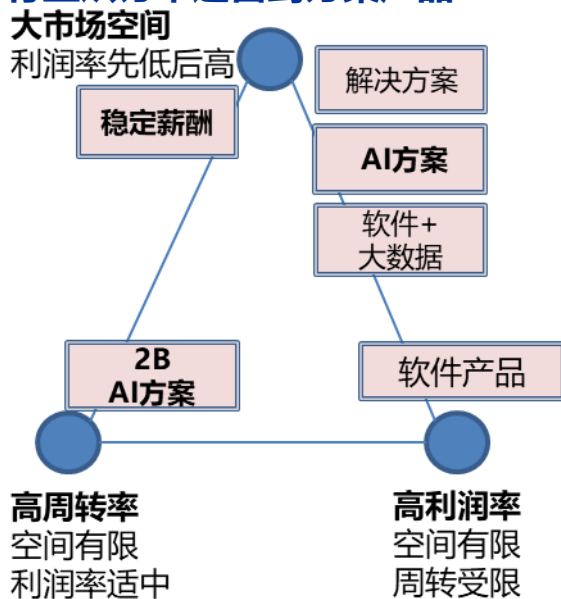 大市场空间
利润率先低后高
解决方案
稳定薪酬
AI方案
软件+
大数据
2B
AI方案
软件产品
高周转率
空间有限
利润率适中
高利润率
空间有限
周转受限